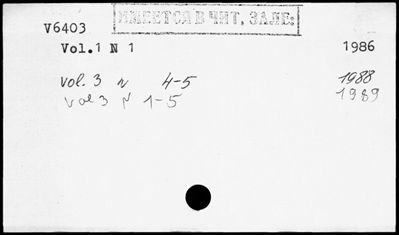 ИМЕЕТСЯ В ЧИТ. ЗАЛЕ:
V6403
Vol.1 N 1 1986
vol. 3 N 4-5 1988
Vol 3 N 1-5 1989